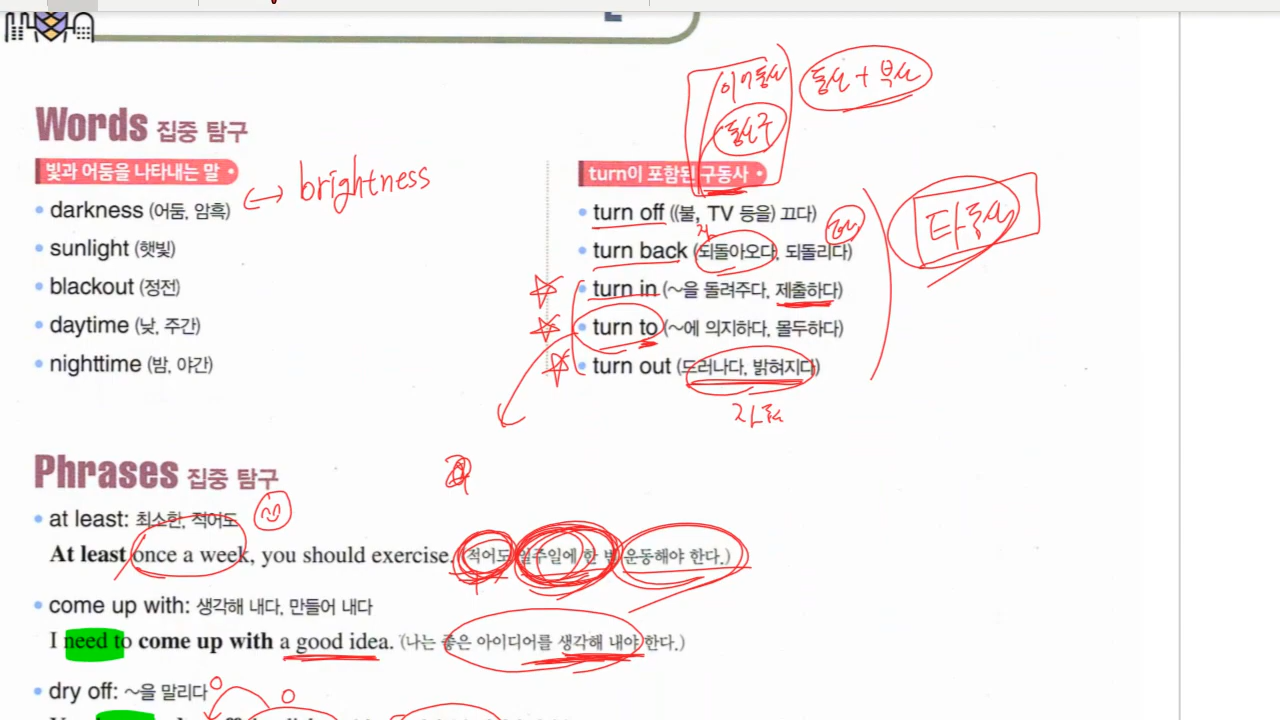 이어동사
동사 + 부사
동사구
Words 집중 탐구
빛과 어둠을 나타내는 말
↔ brightness
• darkness (어둠, 암흑)
• sunlight (햇빛)
• blackout (정전)
• daytime (낮, 주간)
• nighttime (밤, 야간)
turn이 포함된 구동사
• turn off ((불, TV 등을) 끄다)
• turn back (되돌아오다, 되돌리다)
• turn in (~을 돌려주다, 제출하다)
• turn to (~에 의지하다, 몰두하다)
• turn out (드러나다, 밝혀지다)
타동사
자동
Phrases 집중 탐구
• at least: 최소한, 적어도
At least once a week, you should exercise. (적어도 일주일에 한 번 운동해야 한다.)
• come up with: 생각해 내다, 만들어 내다
I need to come up with a good idea. (나는 좋은 아이디어를 생각해 내야 한다.)
• dry off: ~을 말리다